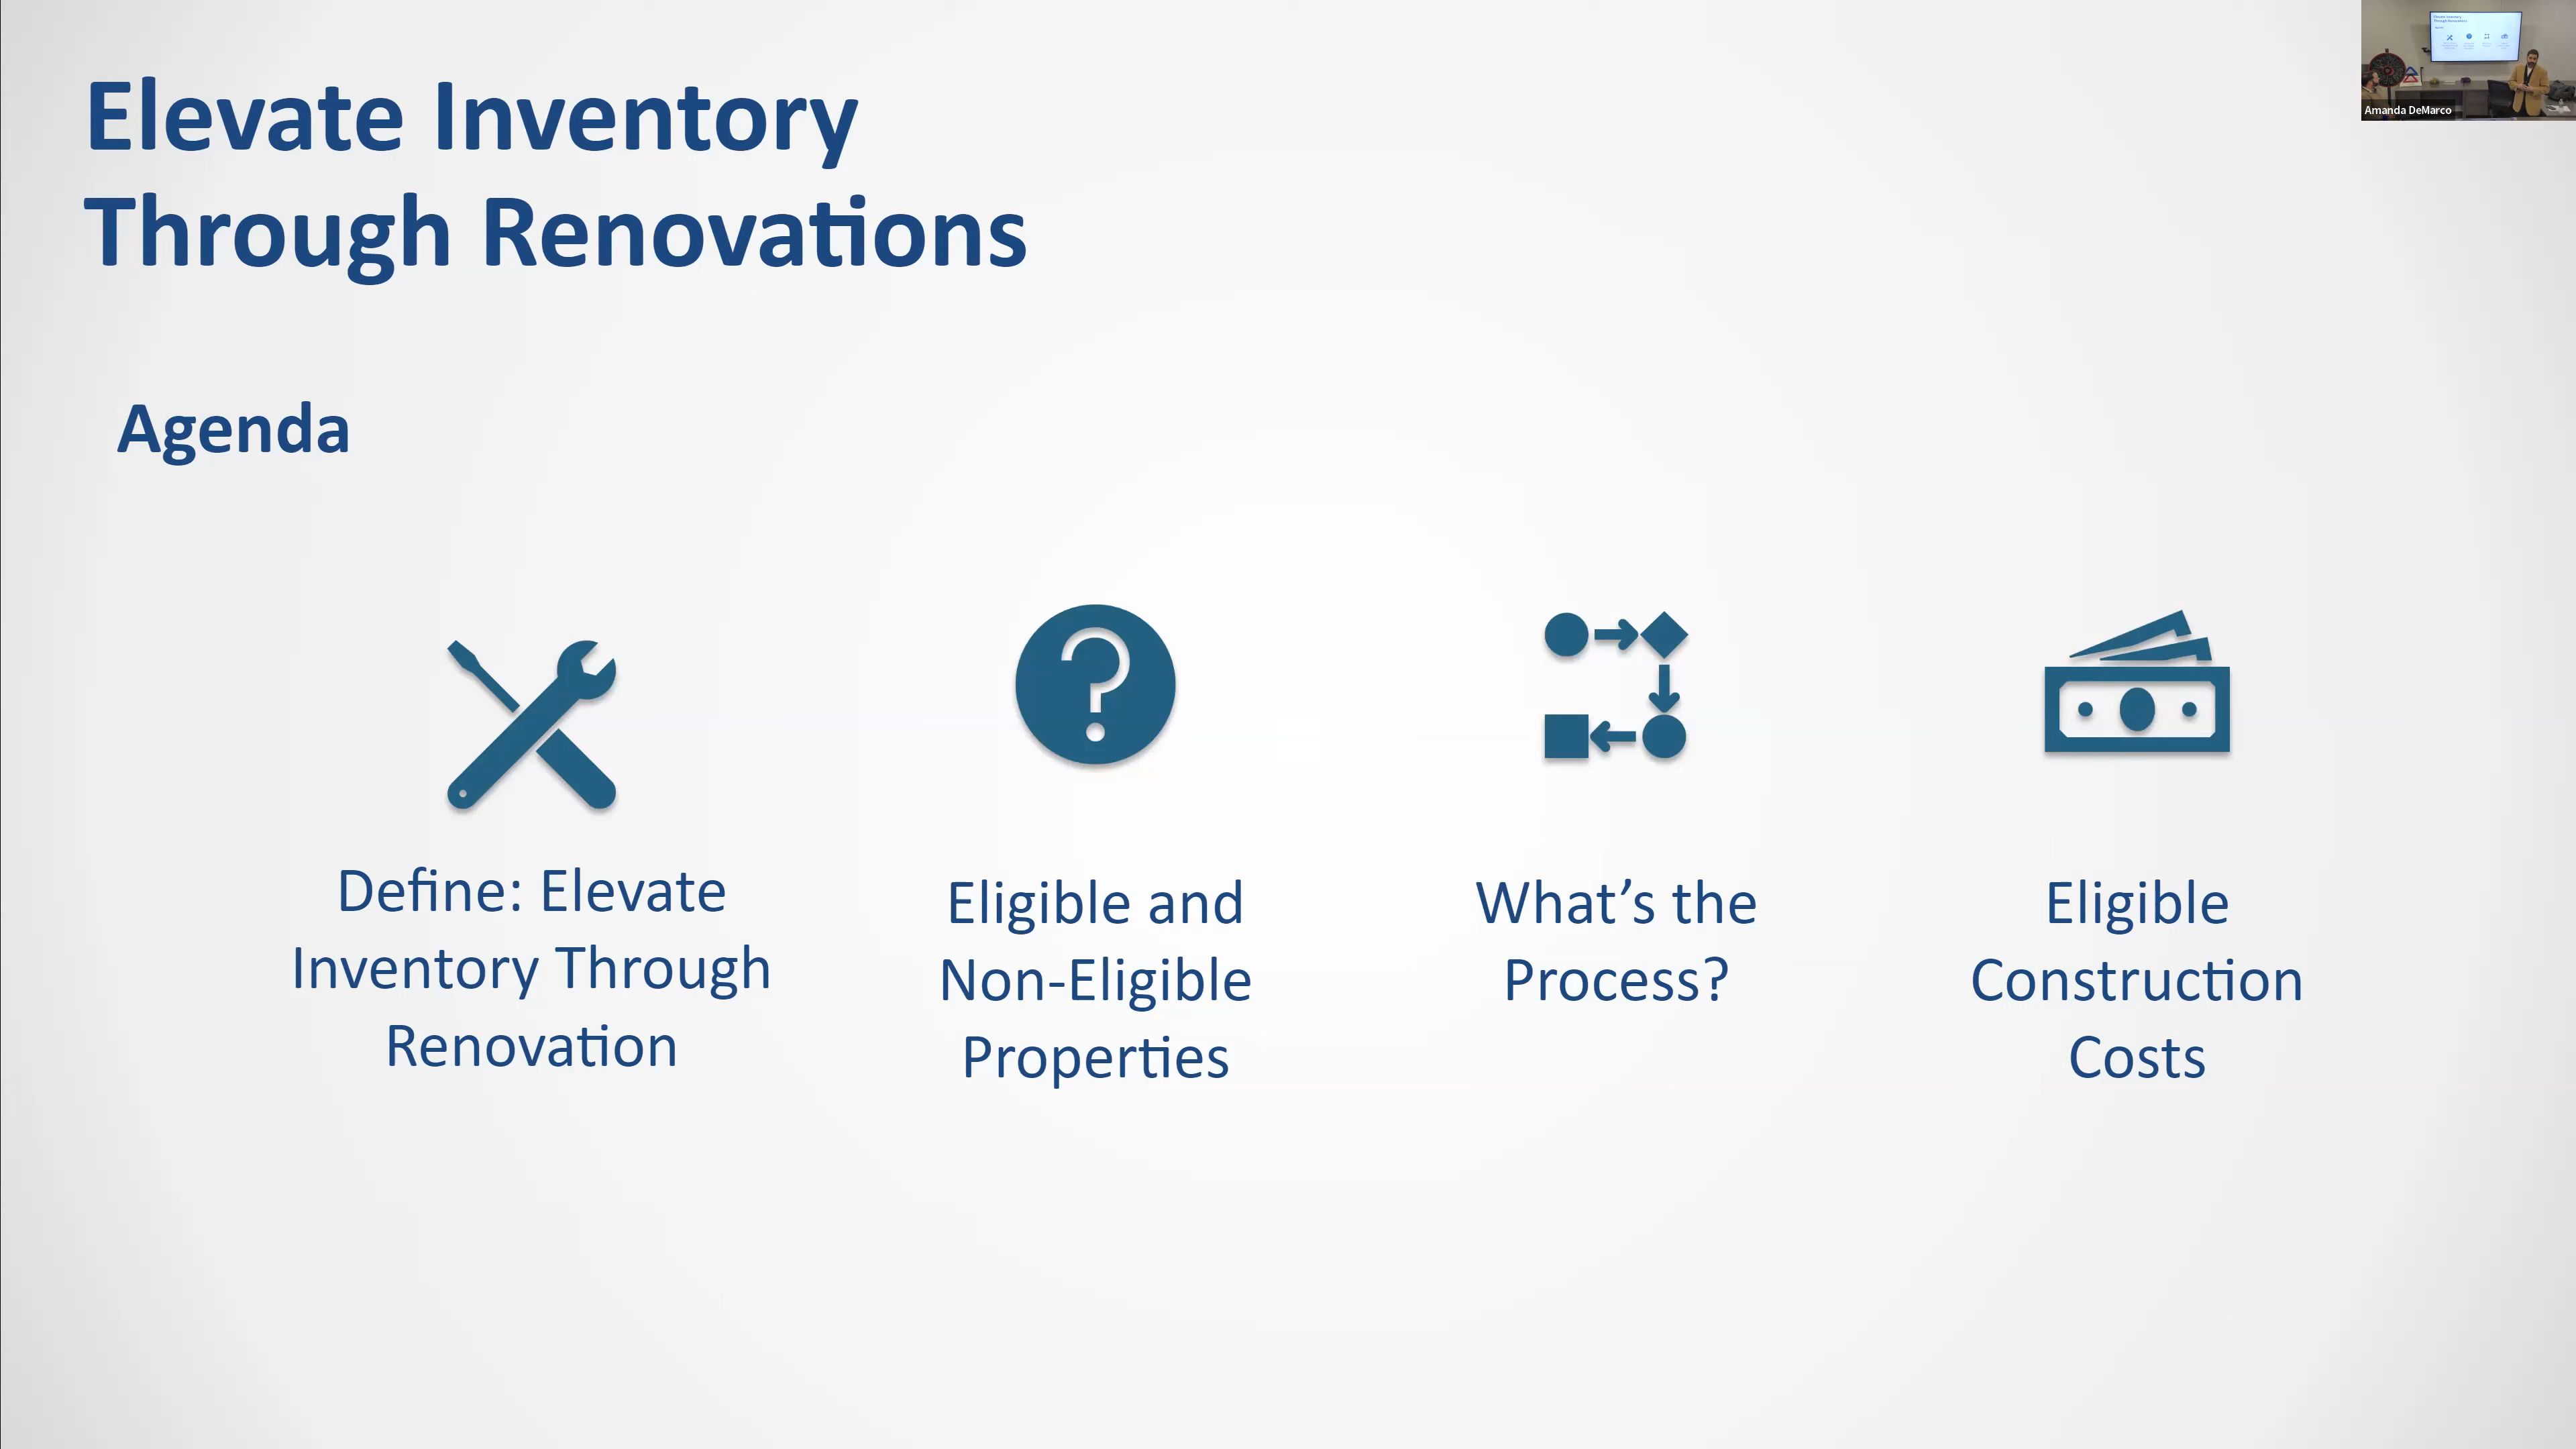 Elevate Inventory
Through Renovations
Amanda DeMarco
Agenda
Define: Elevate
Inventory Through
Renovation
Eligible and
Non-Eligible
Properties
What's the
Process?
Eligible
Construction
Costs